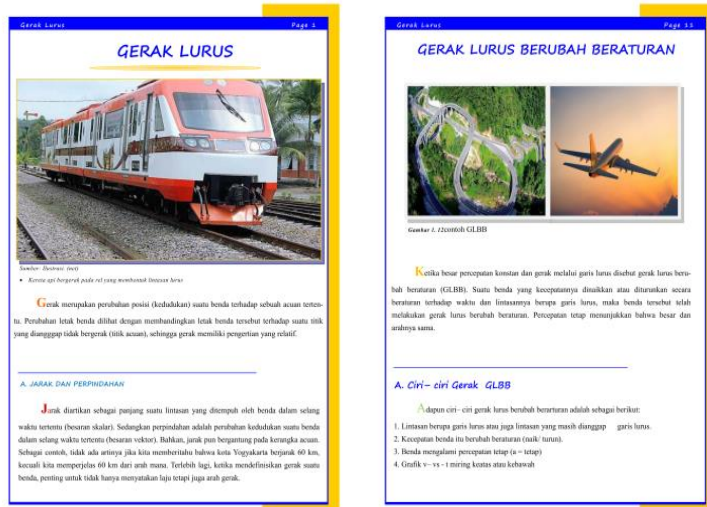 Gerak Lurus Page 1
GERAK LURUS
Sumber: Ilustrasi (net)
• Kereta api bergerak pada rel yang membentuk lintasan lurus
Gerak merupakan perubahan posisi (kedudukan) suatu benda terhadap sebuah acuan terten-
tu. Perubahan letak benda dilihat dengan membandingkan letak benda tersebut terhadap suatu titik
yang diangggap tidak bergerak (titik acuan), sehingga gerak memiliki pengertian yang relatif.
A. JARAK DAN PERPINDAHAN
Jarak diartikan sebagai panjang suatu lintasan yang ditempuh oleh benda dalam selang
waktu tertentu (besaran skalar). Sedangkan perpindahan adalah perubahan kedudukan suatu benda
dalam selang waktu tertentu (besaran vektor). Bahkan, jarak pun bergantung pada kerangka acuan.
Sebagai contoh, tidak ada artinya jika kita memberitahu bahwa kota Yogyakarta berjarak 60 km,
kecuali kita memperjelas 60 km dari arah mana. Terlebih lagi, ketika mendefinisikan gerak suatu
benda, penting untuk tidak hanya menyatakan laju tetapi juga arah gerak.
Gerak Lurus Page 11
GERAK LURUS BERUBAH BERATURAN
Gambar 1. 12contoh GLBB
Ketika besar percepatan konstan dan gerak melalui garis lurus disebut gerak lurus beru-
bah beraturan (GLBB). Suatu benda yang kecepatannya dinaikkan atau diturunkan secara
beraturan terhadap waktu dan lintasannya berupa garis lurus, maka benda tersebut telah
melakukan gerak lurus berubah beraturan. Percepatan tetap menunjukkan bahwa besar dan
arahnya sama.
A. Ciri– ciri Gerak GLBB
Adapun ciri– ciri gerak lurus berubah berarturan adalah sebagai berikut:
1. Lintasan berupa garis lurus atau juga lintasan yang masih dianggap garis lurus.
2. Kecepatan benda itu berubah beraturan (naik/ turun).
3. Benda mengalami percepatan tetap (a = tetap)
4. Grafik v– vs - t miring keatas atau kebawah